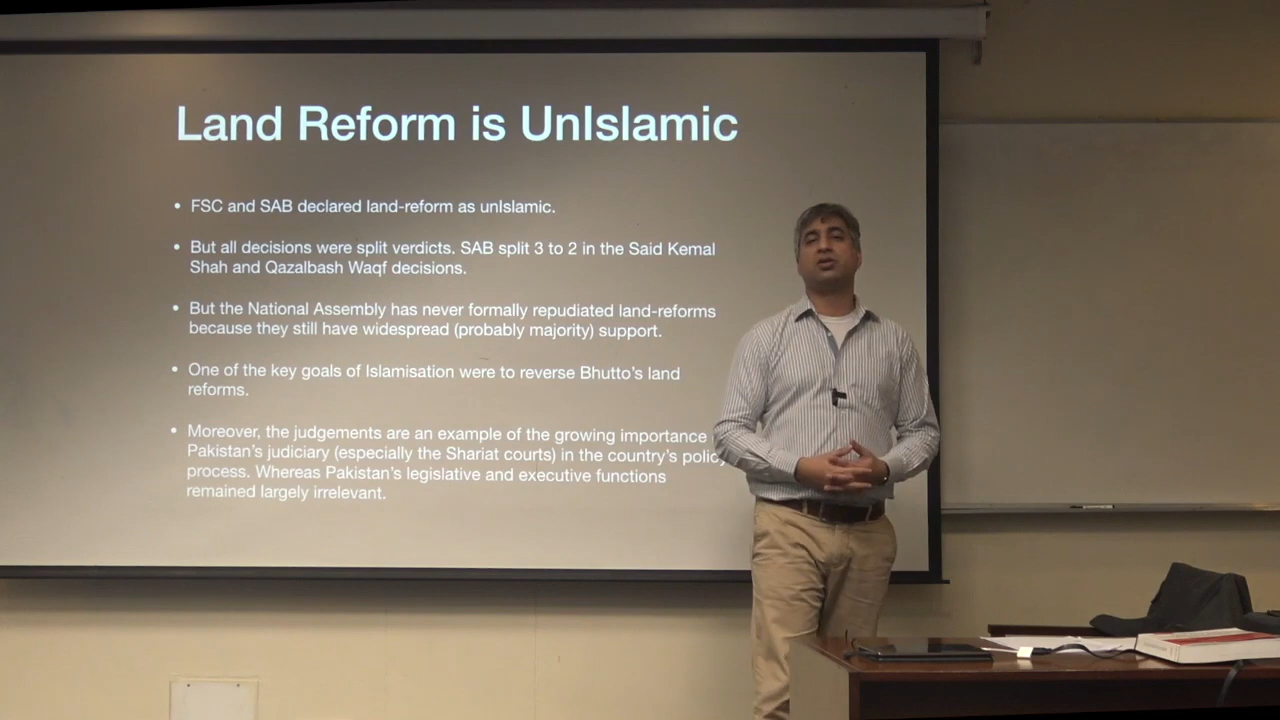 Land Reform is UnIslamic
• FSC and SAB declared land-reform as unIslamic.
• But all decisions were split verdicts. SAB split 3 to 2 in the Said Kemal
Shah and Qazalbash Waqf decisions.
• But the National Assembly has never formally repudiated land-reforms
because they still have widespread (probably majority) support.
• One of the key goals of Islamisation were to reverse Bhutto's land
reforms.
• Moreover, the judgements are an example of the growing importance
Pakistan's judiciary (especially the Shariat courts) in the country's policy
process. Whereas Pakistan's legislative and executive functions
remained largely irrelevant.